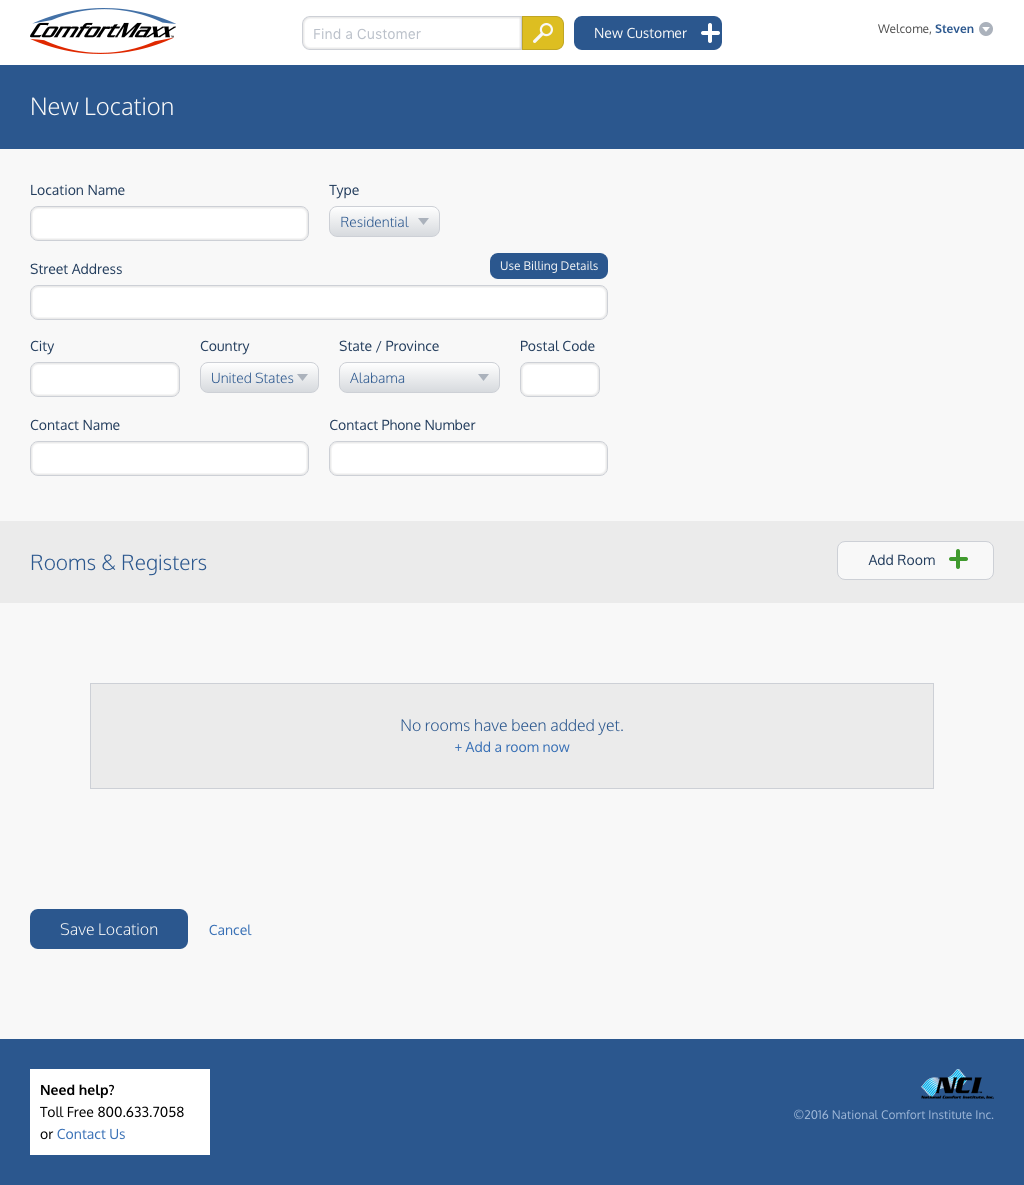 ComfortMaxx
Find a Customer
New Customer
Welcome, Steven
New Location
Location Name
Type
Residential
Street Address
Use Billing Details
City
Country
State / Province
Postal Code
United States
Alabama
Contact Name
Contact Phone Number
Rooms & Registers
Add Room
No rooms have been added yet.
+ Add a room now
Save Location
Cancel
Need help?
Toll Free 800.633.7058
or Contact Us
NCI
National Comfort Institute, Inc.
©2016 National Comfort Institute Inc.